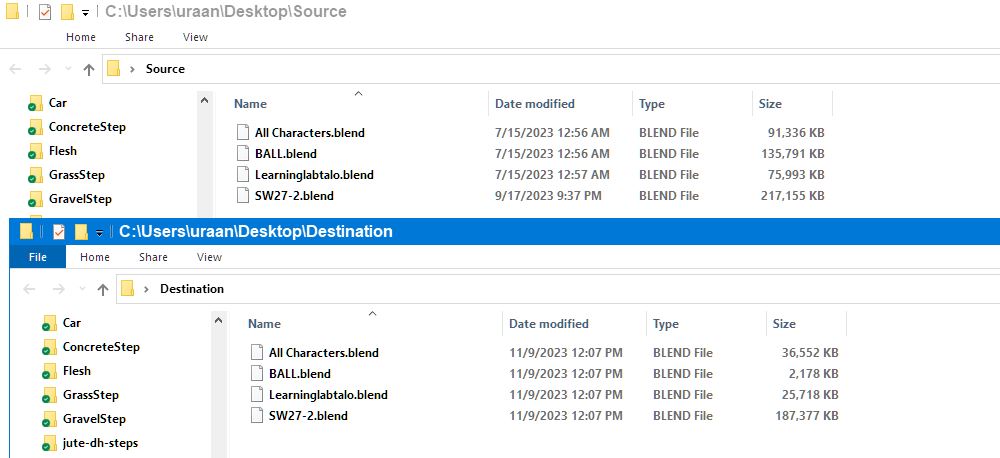 C:\Users\uraan\Desktop\Source
Home Share View
Source
Car
ConcreteStep
Flesh
GrassStep
GravelStep
Name Date modified Type Size
All Characters.blend 7/15/2023 12:56 AM BLEND File 91,336 KB
BALL.blend 7/15/2023 12:56 AM BLEND File 135,791 KB
Learninglabtalo.blend 7/15/2023 12:57 AM BLEND File 75,993 KB
SW27-2.blend 9/17/2023 9:37 PM BLEND File 217,155 KB
C:\Users\uraan\Desktop\Destination
File Home Share View
Destination
Car
ConcreteStep
Flesh
GrassStep
GravelStep
jute-dh-steps
Name Date modified Type Size
All Characters.blend 11/9/2023 12:07 PM BLEND File 36,552 KB
BALL.blend 11/9/2023 12:07 PM BLEND File 2,178 KB
Learninglabtalo.blend 11/9/2023 12:07 PM BLEND File 25,718 KB
SW27-2.blend 11/9/2023 12:07 PM BLEND File 187,377 KB